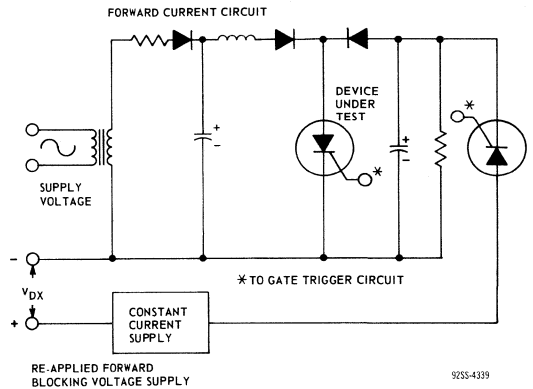 FORWARD CURRENT CIRCUIT
+
-
DEVICE
UNDER
TEST
*
+
-
*
SUPPLY
VOLTAGE
-
VDX
+
* TO GATE TRIGGER CIRCUIT
CONSTANT
CURRENT
SUPPLY
RE-APPLIED FORWARD
BLOCKING VOLTAGE SUPPLY
92SS-4339